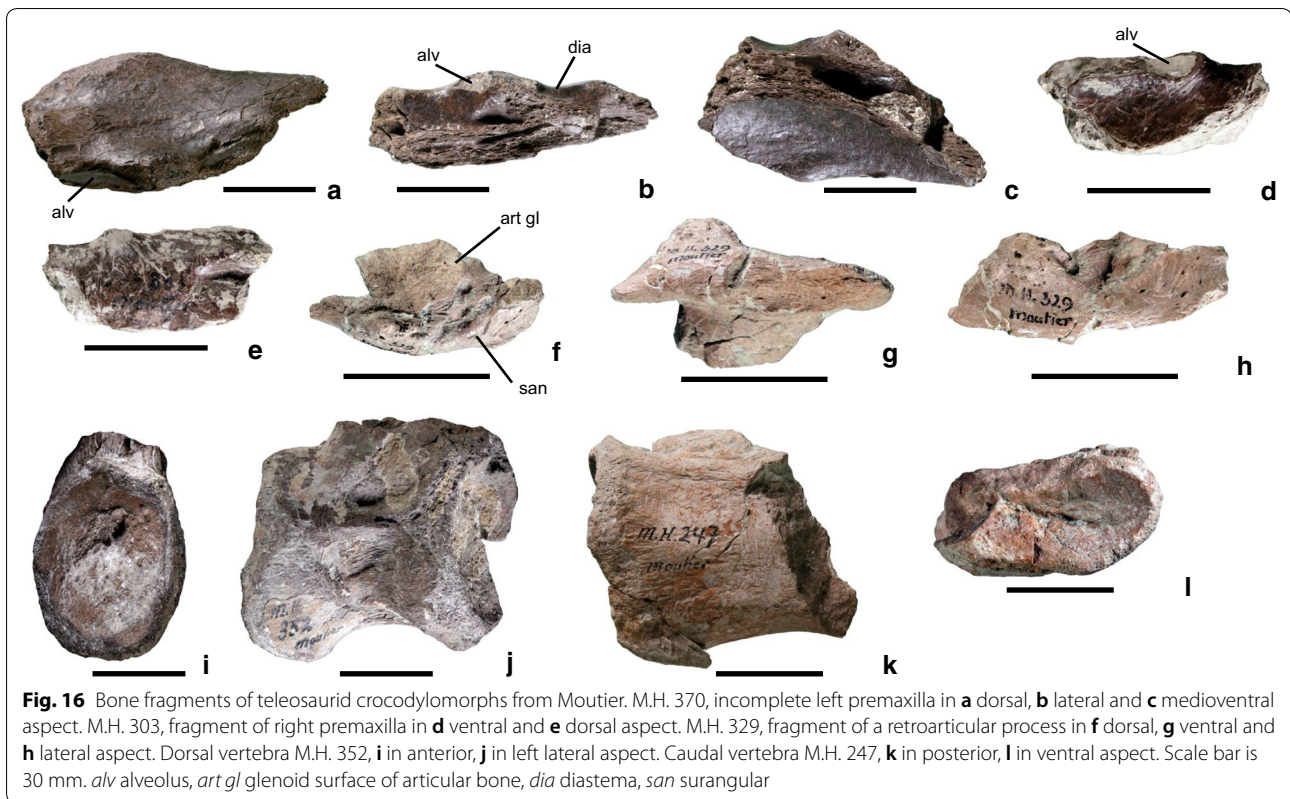 alv
alv
dia
alv
a
b
c
d
art gl
san
M.H. 329
moutier
M.H. 329
moutier
e
f
g
h
M.H.
352
moutier
M.H. 247
moutier
i
j
k
l
Fig. 16 Bone fragments of teleosaurid crocodylomorphs from Moutier. M.H. 370, incomplete left premaxilla in a dorsal, b lateral and c medioventral
aspect. M.H. 303, fragment of right premaxilla in d ventral and e dorsal aspect. M.H. 329, fragment of a retroarticular process in f dorsal, g ventral and
h lateral aspect. Dorsal vertebra M.H. 352, i in anterior, j in left lateral aspect. Caudal vertebra M.H. 247, k in posterior, l in ventral aspect. Scale bar is
30 mm. alv alveolus, art gl glenoid surface of articular bone, dia diastema, san surangular